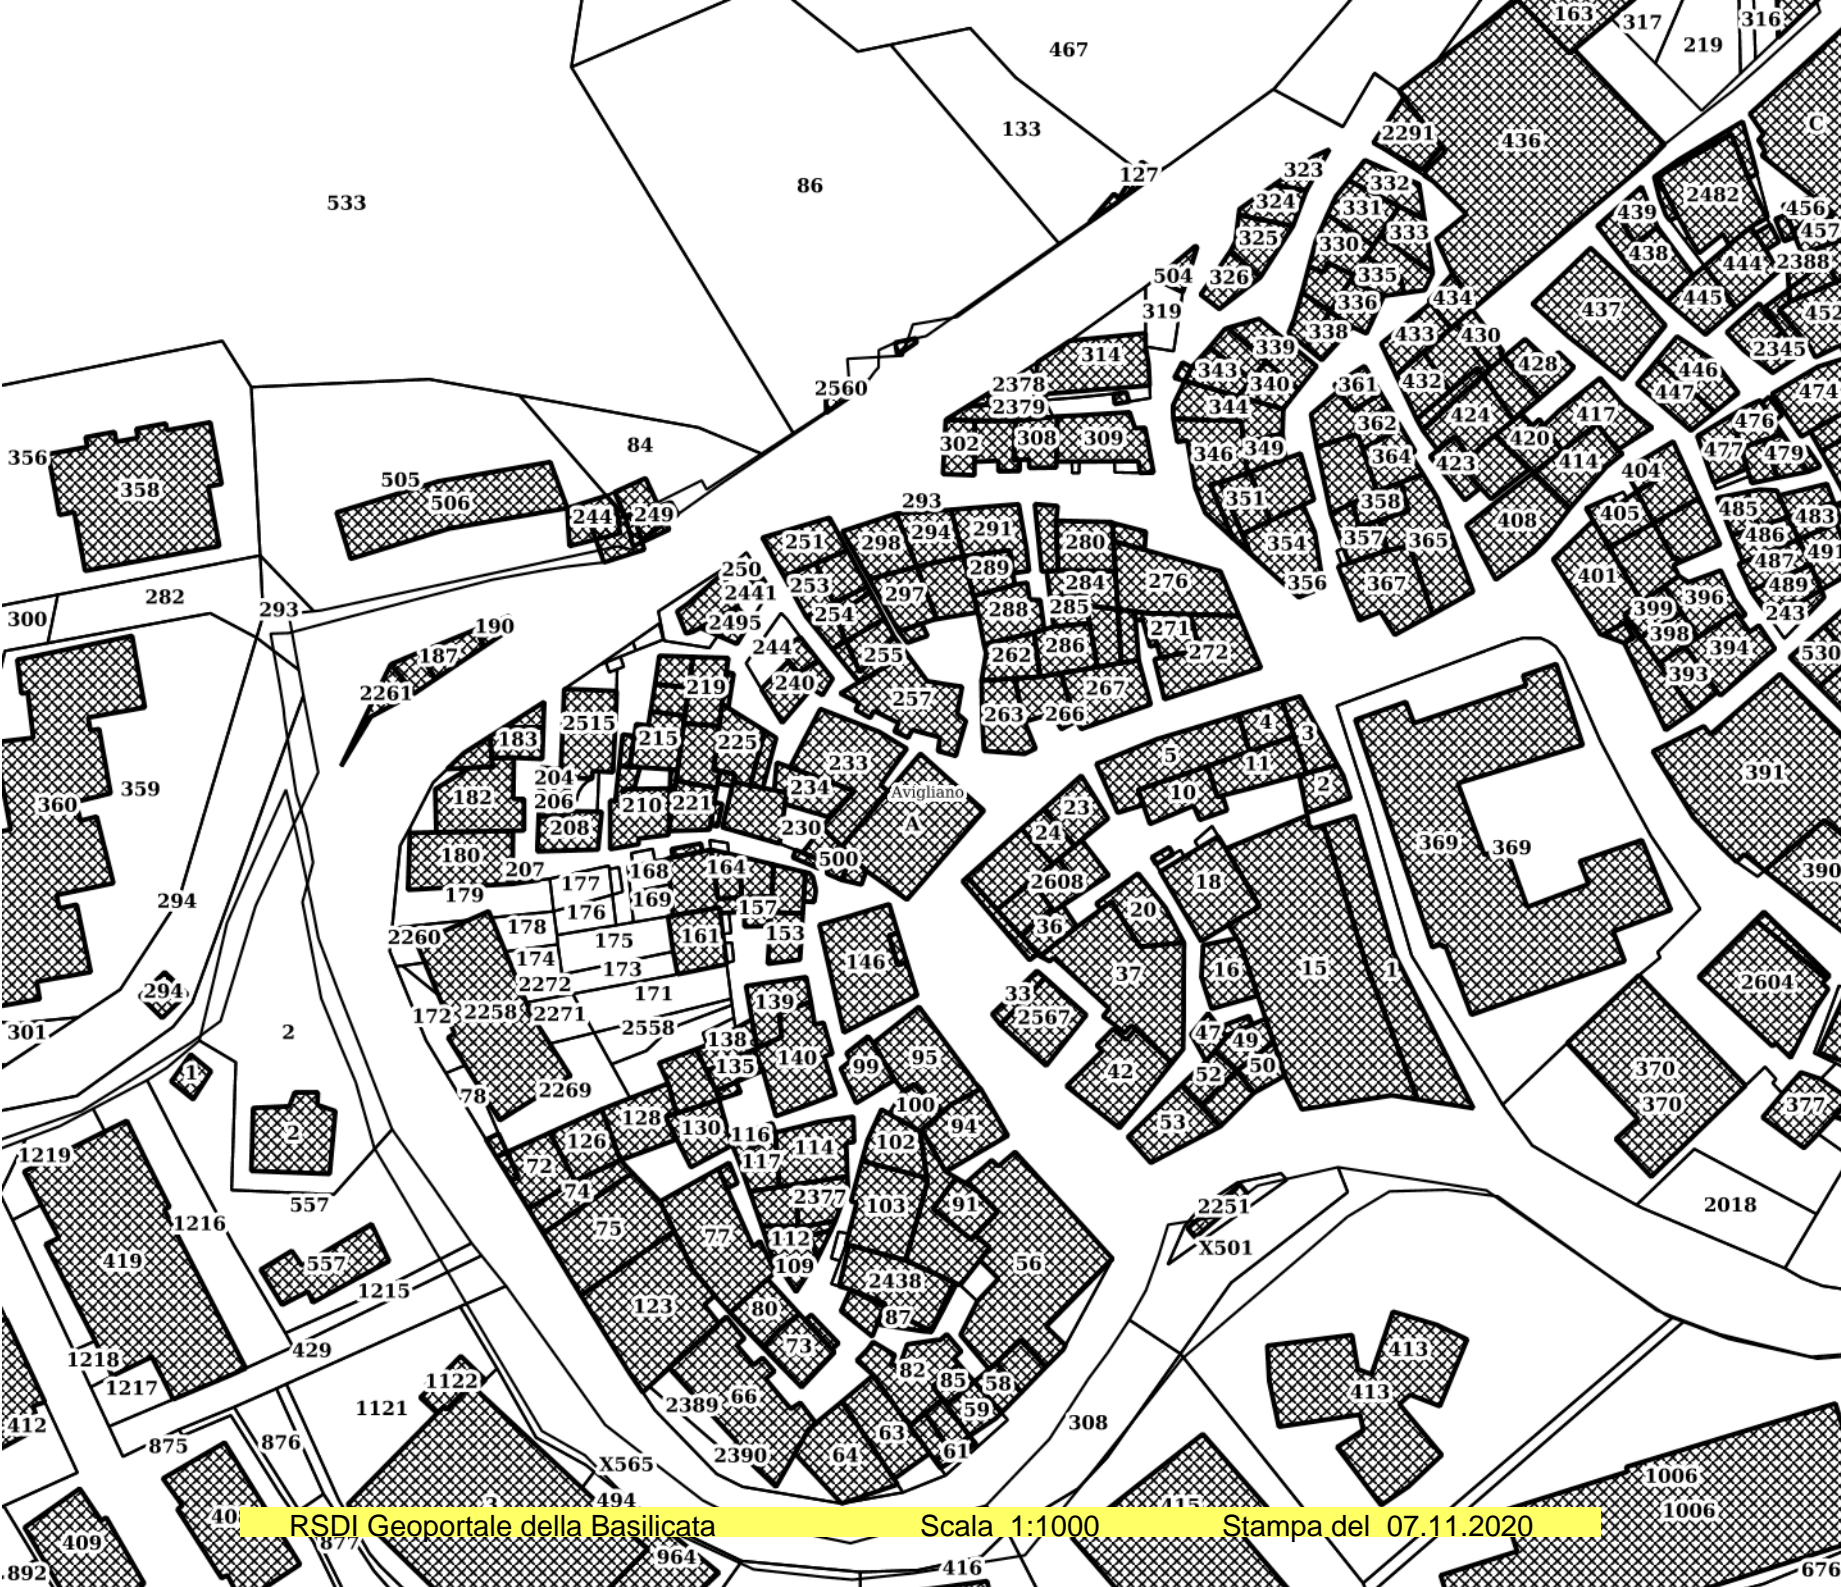 163 317 316
219
467
C
133 2291 436
127 323
86 332 2482
533 324 331 439 456
325 330 333 438 457
504 326 335 444 2388
319 336 434 445
338 433 430 437 452
314 339 428 2345
2560 2378 343 340 361 432 446
2379 344 424 417 447 474
84 302 308 309 362 420 476
356 346 349 364 423 414 404 477 479
358 505 506 351 358 408 405 485 483
244 249 293 294 291 357 365 486
251 298 280 354 487 491
250 253 289 284 276 356 367 401 489
282 293 2441 297 285 396 243
300 2495 254 288 271 399
190 244 255 262 286 272 398 394 530
187 240 257 267 393
2261 219 263 266 4
2515 215 225 5 3
183 233 11 2 391
204 234 10
359 182 206 210 221 Avigliano 23
360 208 230 A 24 369 369
180 207 168 164 500 2608 18 390
179 177 169 157
294 176 20
2260 178 175 161 153 36
174 173 146 37 16 15 1 2604
294 2272 171 139 33
301 172 2258 2271 2558 138 2567 47 49
2 140 95
1 135 99 42 52 50 370
78 2269 100 370 377
2 128 130 116 102 94 53
1219 126 117 114
72 74 2377 103 91 2251 2018
557 1216 75 77 112 X501
419 557 109 2438 56
1215 123 80 87
429 73 413
1218 1217 1122 82 85 58 413
412 1121 2389 66 59 308
875 876 63 61
X565 2390 64 1006
3 494 415 1006
RSDI Geoportale della Basilicata Scala 1:1000 Stampa del 07.11.2020
409 877
892 964 416 676